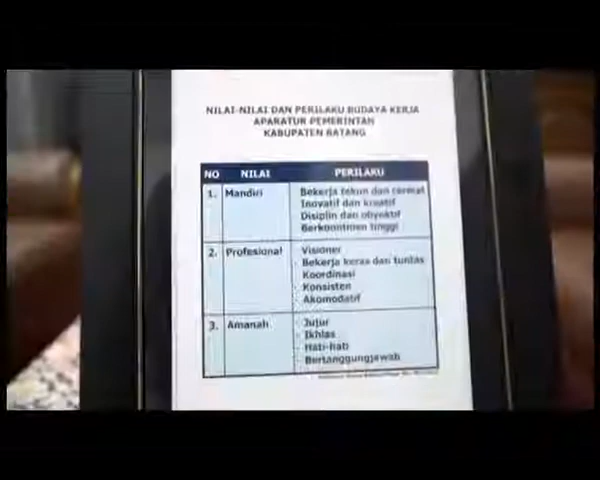 NILAI-NILAI DAN PERILAKU BUDAYA KERJA
APARATUR PEMERINTAH
KABUPATEN BATANG
NO NILAI PERILAKU
1. Mandiri - Bekerja tekun dan cermat
- Inovatif dan kreatif
- Disiplin dan obyektif
- Berkomitmen tinggi
2. Profesional - Visioner
- Bekerja keras dan tuntas
- Koordinasi
- Konsisten
- Akomodatif
3. Amanah - Jujur
- Ikhlas
- Hati-hati
- Bertanggungjawab